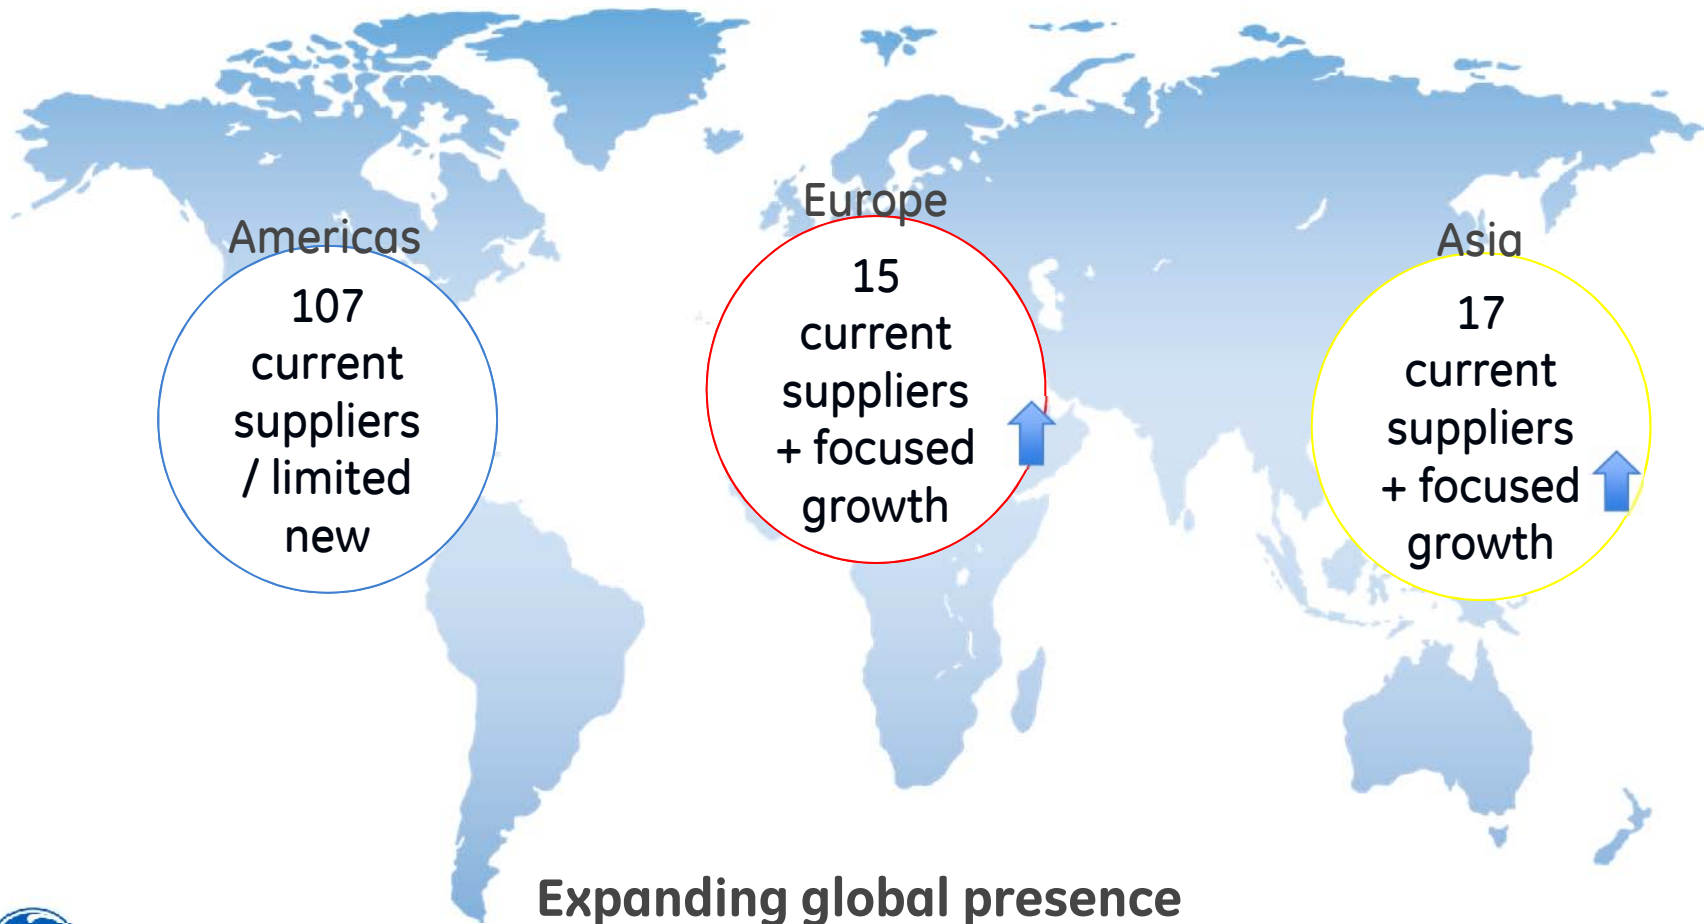 Americas
107
current
suppliers
/ limited
new
Europe
15
current
suppliers
+ focused
growth
Asia
17
current
suppliers
+ focused
growth
Expanding global presence